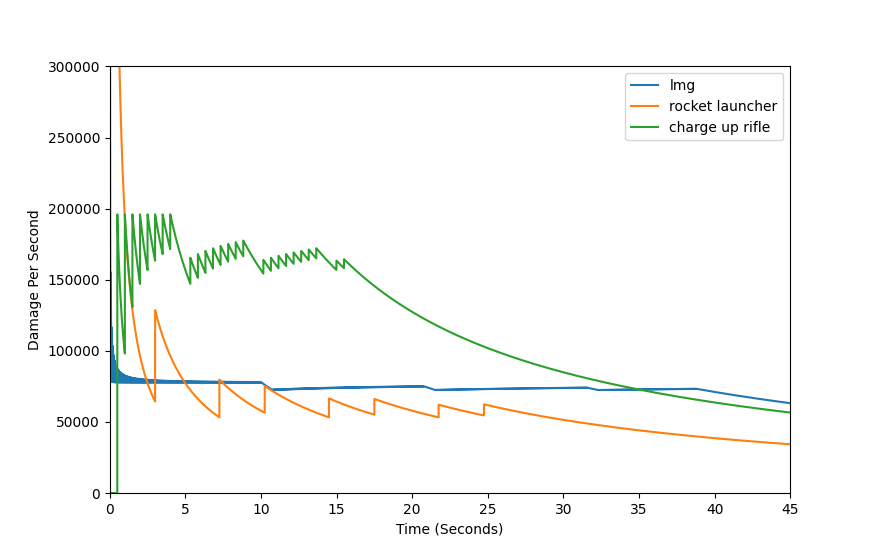 300000
250000
200000
150000
100000
50000
0
Damage Per Second
0 5 10 15 20 25 30 35 40 45
Time (Seconds)
lmg
rocket launcher
charge up rifle